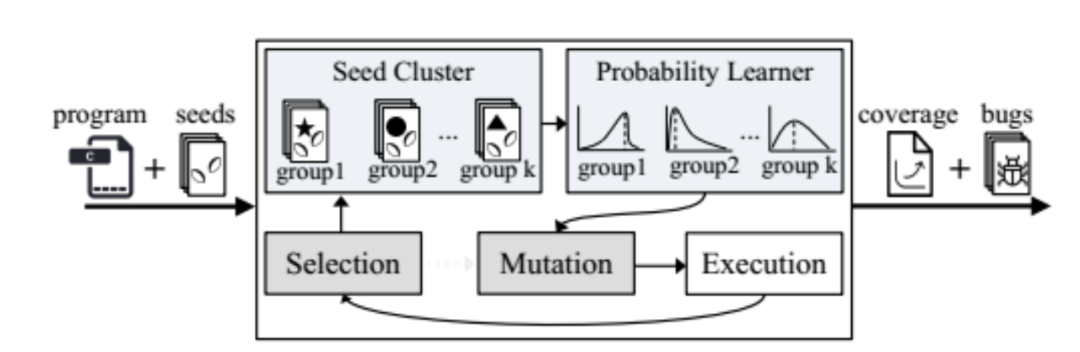 program
seeds
C
+
Seed Cluster
group1
group2
...
group k
Probability Learner
group1
group2
...
group k
coverage
bugs
+
Selection
Mutation
Execution